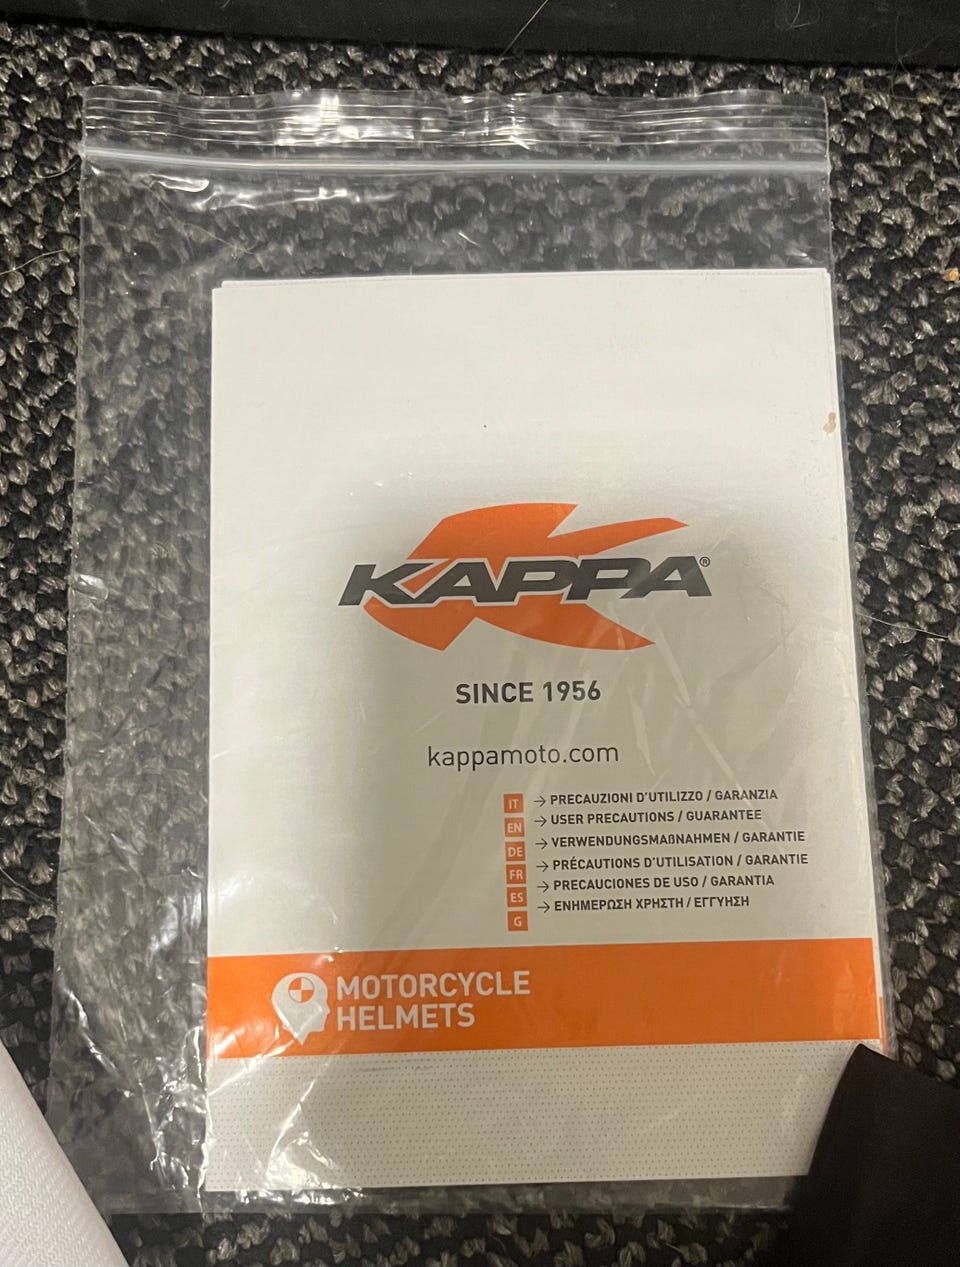 KAPPA®
SINCE 1956
kappamoto.com
IT → PRECAUZIONI D'UTILIZZO / GARANZIA
EN → USER PRECAUTIONS / GUARANTEE
DE → VERWENDUNGSMAẞNAHMEN / GARANTIE
FR → PRÉCAUTIONS D'UTILISATION / GARANTIE
ES → PRECAUCIONES DE USO / GARANTIA
G → ΕΝΗΜΕΡΩΣΗ ΧΡΗΣΤΗ / ΕΓΓΥΗΣΗ
MOTORCYCLE
HELMETS